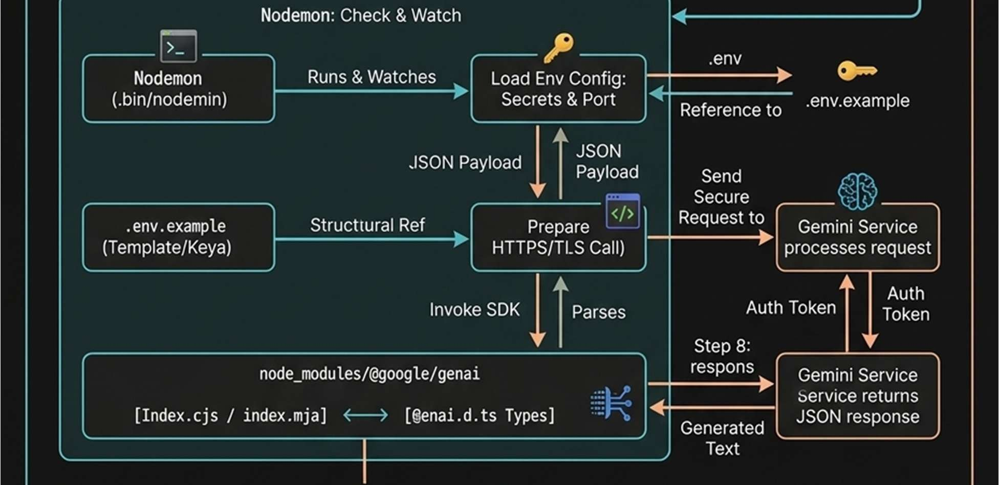 Nodemon: Check & Watch
>_
Nodemon
(.bin/nodemin)
Runs & Watches
Load Env Config:
Secrets & Port
.env
Reference to
.env.example
JSON Payload
JSON
Payload
.env.example
(Template/Keya)
Structtural Ref
</>
Prepare
HTTPS/TLS Call)
Send
Secure
Request to
Gemini Service
processes request
Invoke SDK
Parses
Auth Token
Auth
Token
node_modules/@google/genai
[Index.cjs / index.mja]
[@enai.d.ts Types]
Step 8:
respons
Generated
Text
Gemini Service
Service returns
JSON response